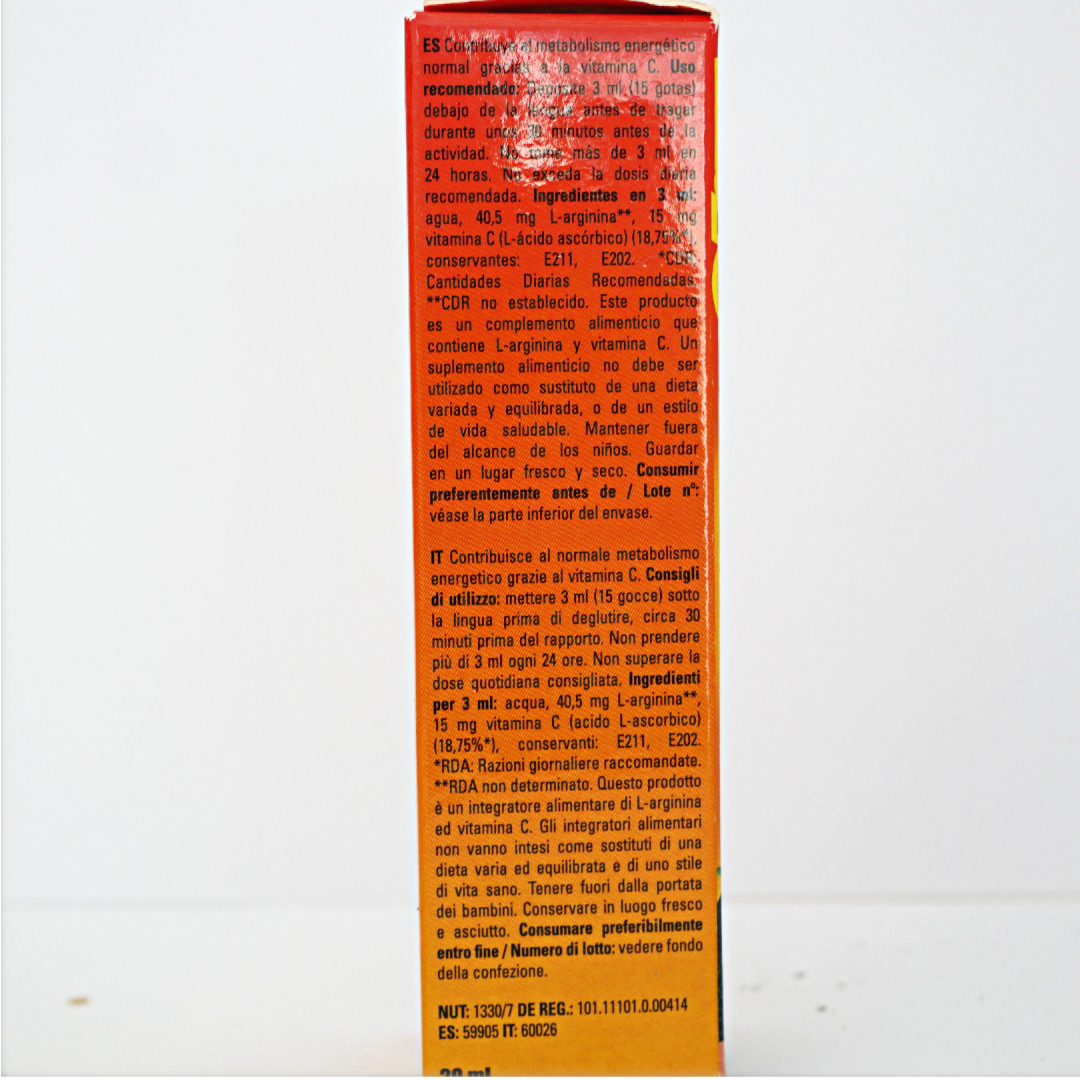 ES Contribuye al metabolismo energético
normal gracias a la vitamina C. Uso
recomendado: Deposite 3 ml (15 gotas)
debajo de la lengua antes de tragar
durante unos 30 minutos antes de la
actividad. No tome más de 3 ml en
24 horas. No exceda la dosis diaria
recomendada. Ingredientes en 3 ml:
agua, 40,5 mg L-arginina**, 15 mg
vitamina C (L-ácido ascórbico) (18,75%*),
conservantes: E211, E202. *CDR:
Cantidades Diarias Recomendadas.
**CDR no establecido. Este producto
es un complemento alimenticio que
contiene L-arginina y vitamina C. Un
suplemento alimenticio no debe ser
utilizado como sustituto de una dieta
variada y equilibrada, o de un estilo
de vida saludable. Mantener fuera
del alcance de los niños. Guardar
en un lugar fresco y seco. Consumir
preferentemente antes de / Lote n°:
véase la parte inferior del envase.
IT Contribuisce al normale metabolismo
energetico grazie al vitamina C. Consigli
di utilizzo: mettere 3 ml (15 gocce) sotto
la lingua prima di deglutire, circa 30
minuti prima del rapporto. Non prendere
più di 3 ml ogni 24 ore. Non superare la
dose quotidiana consigliata. Ingredienti
per 3 ml: acqua, 40,5 mg L-arginina**,
15 mg vitamina C (acido L-ascorbico)
(18,75%*), conservanti: E211, E202.
*RDA: Razioni giornaliere raccomandate.
**RDA non determinato. Questo prodotto
è un integratore alimentare di L-arginina
ed vitamina C. Gli integratori alimentari
non vanno intesi come sostituti di una
dieta varia ed equilibrata e di uno stile
di vita sano. Tenere fuori dalla portata
dei bambini. Conservare in luogo fresco
e asciutto. Consumare preferibilmente
entro fine / Numero di lotto: vedere fondo
della confezione.
NUT: 1330/7 DE REG.: 101.11101.0.00414
ES: 59905 IT: 60026